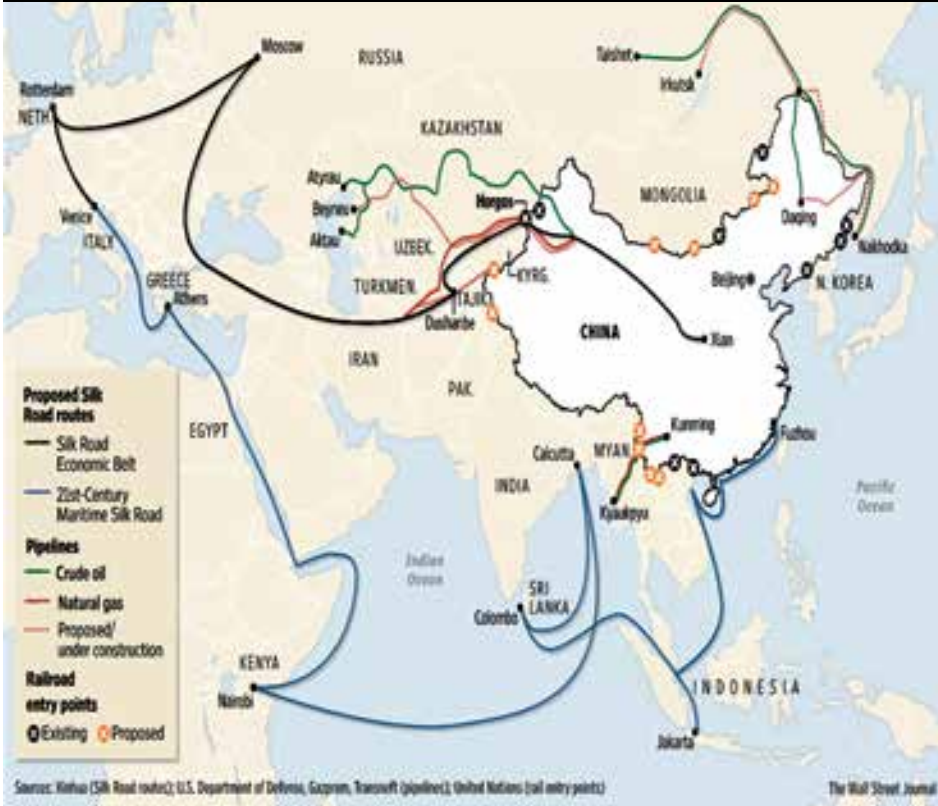 Moscow
RUSSIA
Taishet
Irkutsk
Rotterdam
NETH
KAZAKHSTAN
Atyrau
Beyneu
Aktau
Horgos
MONGOLIA
Daqing
Nakhodka
Venice
ITALY
UZBEK.
KYRG.
TURKMEN.
TAJIK.
Dushanbe
Beijing
N. KOREA
GREECE
Athens
CHINA
Xian
IRAN
PAK.
EGYPT
Calcutta
MYAN.
Kunming
Fuzhou
INDIA
Kyaukpyu
Pacific
Ocean
Indian
Ocean
SRI
LANKA
Colombo
KENYA
Nairobi
INDONESIA
Jakarta
Proposed Silk
Road routes
Silk Road
Economic Belt
21st-Century
Maritime Silk Road
Pipelines
Crude oil
Natural gas
Proposed/
under construction
Railroad
entry points
Existing Proposed
Sources: Xinhua (Silk Road routes); U.S. Department of Defense, Gazprom, Transneft (pipelines); United Nations (rail entry points)
The Wall Street Journal